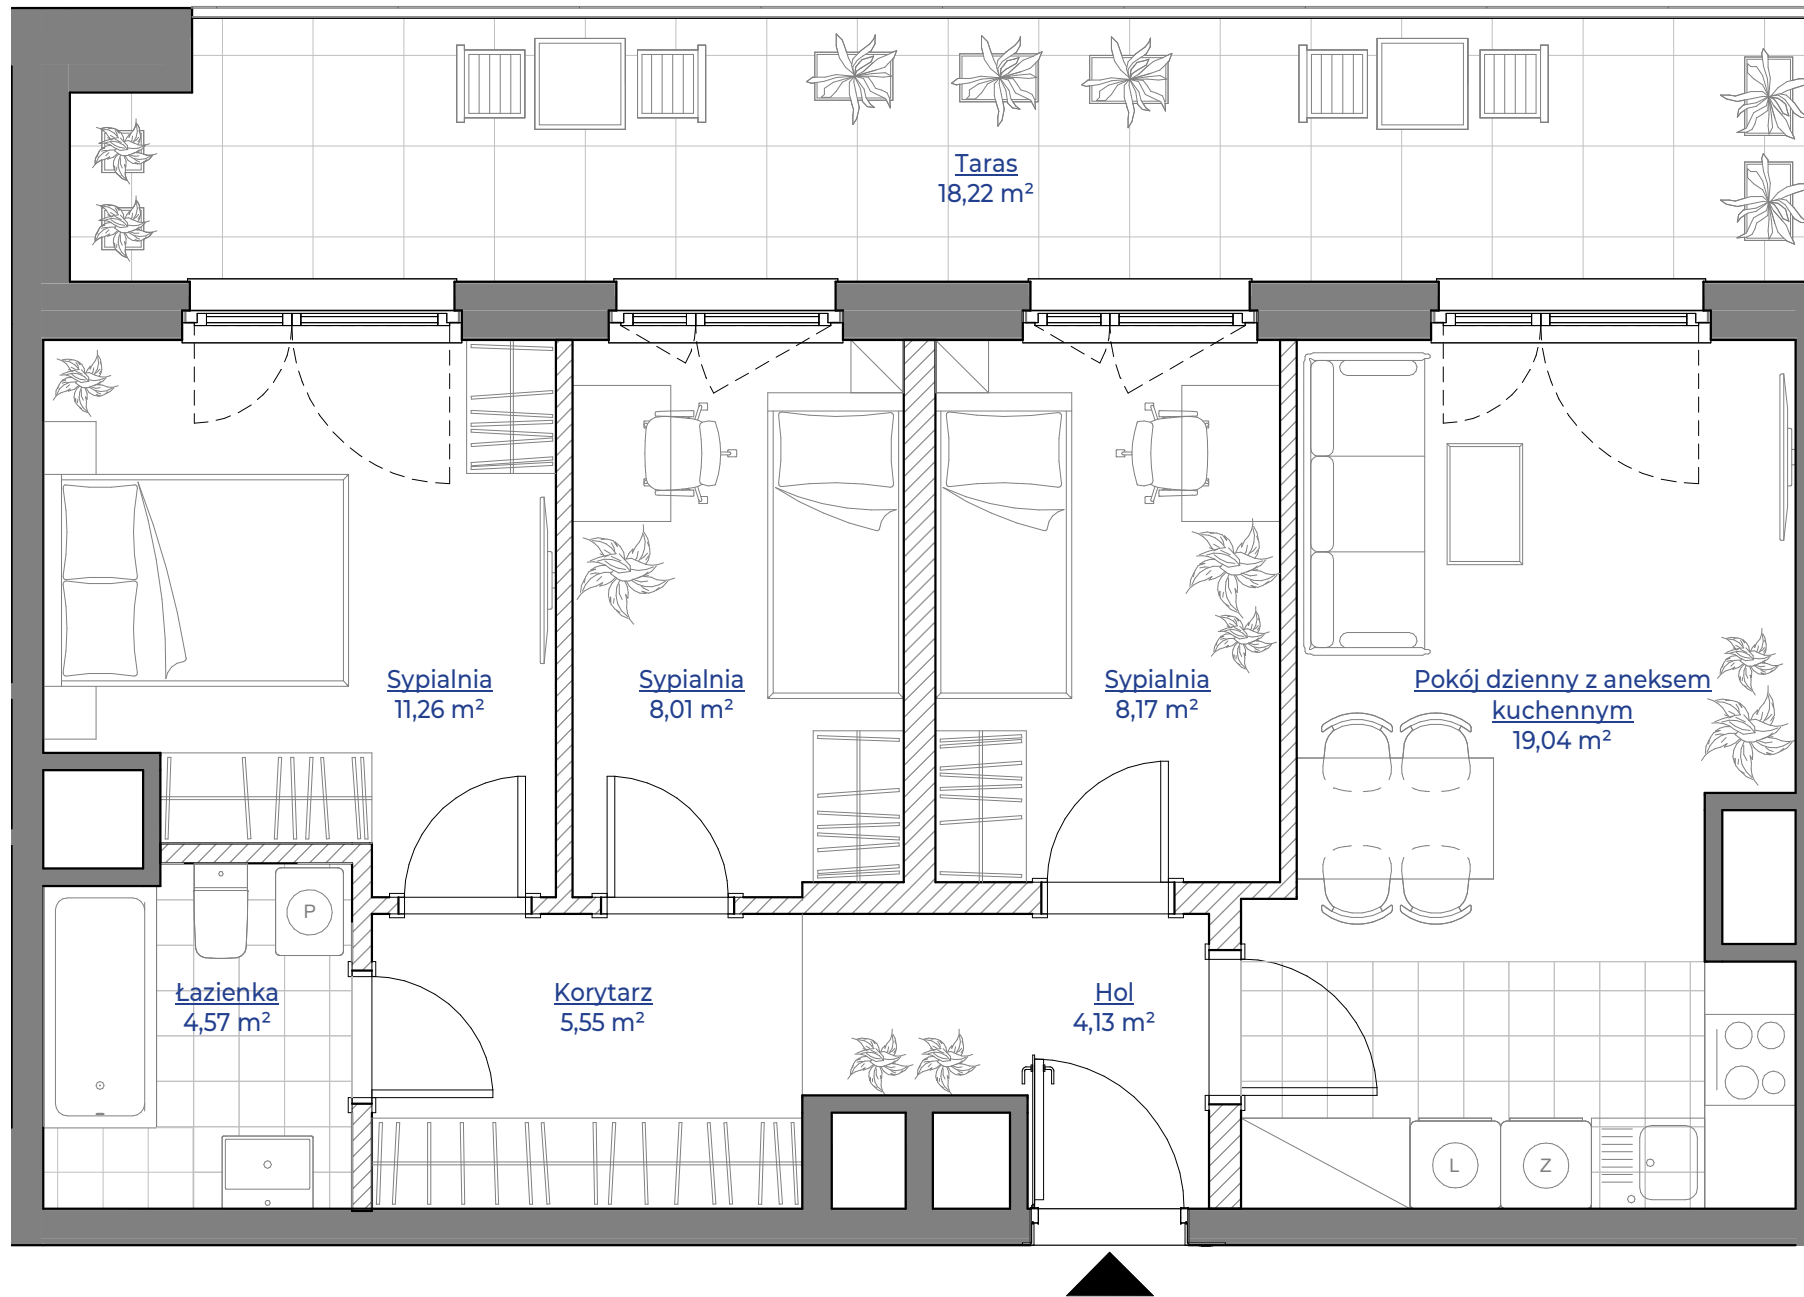 Taras
18,22 m²
Sypialnia
11,26 m²
Sypialnia
8,01 m²
Sypialnia
8,17 m²
Pokój dzienny z aneksem
kuchennym
19,04 m²
P
Łazienka
4,57 m²
Korytarz
5,55 m²
Hol
4,13 m²
L
Z